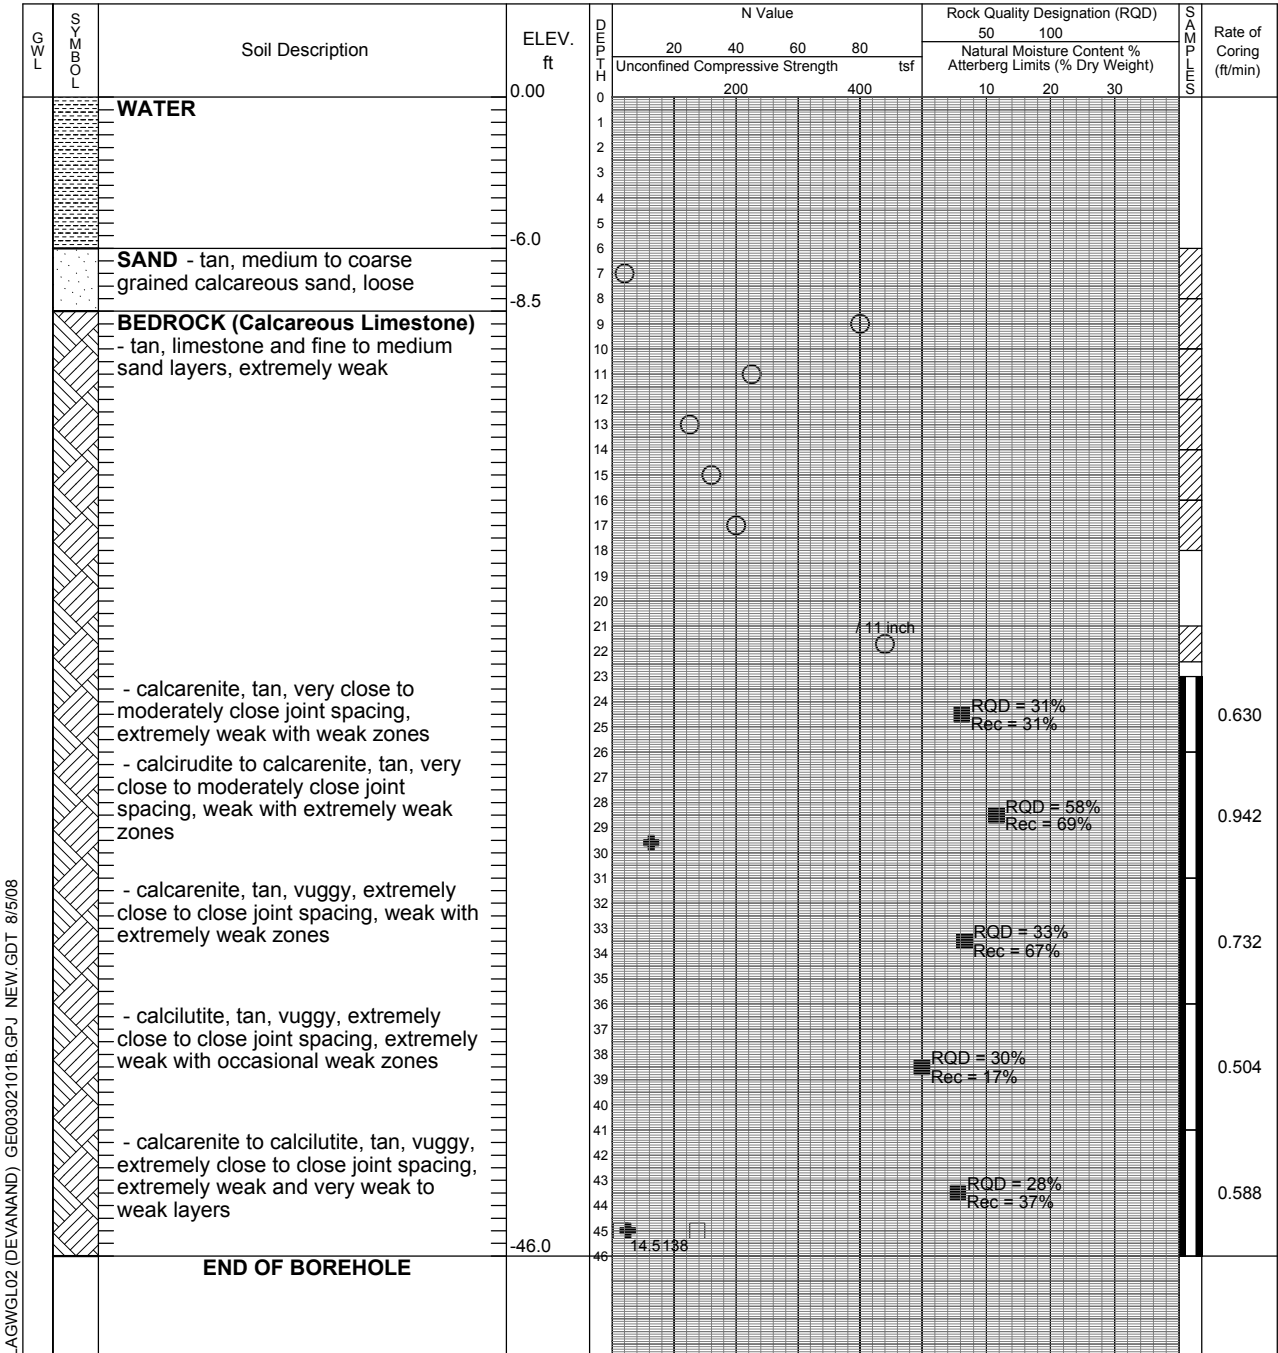 GWL
SYMBOL
Soil Description
ELEV.
ft
DEPTH
N Value
20 40 60 80
Unconfined Compressive Strength tsf
200 400
Rock Quality Designation (RQD)
50 100
Natural Moisture Content %
Atterberg Limits (% Dry Weight)
10 20 30
SAMPLES
Rate of
Coring
(ft/min)
0.00
0
WATER
1
2
3
4
5
-6.0
6
SAND - tan, medium to coarse
grained calcareous sand, loose
7
8
-8.5
BEDROCK (Calcareous Limestone)
- tan, limestone and fine to medium
sand layers, extremely weak
9
10
11
12
13
14
15
16
17
18
19
20
21
/ 11 inch
22
23
- calcarenite, tan, very close to
moderately close joint spacing,
extremely weak with weak zones
24
RQD = 31%
Rec = 31%
0.630
25
26
- calcirudite to calcarenite, tan, very
close to moderately close joint
spacing, weak with extremely weak
zones
27
28
RQD = 58%
Rec = 69%
0.942
29
30
31
- calcarenite, tan, vuggy, extremely
close to close joint spacing, weak with
extremely weak zones
32
33
RQD = 33%
Rec = 67%
0.732
34
35
36
- calcilutite, tan, vuggy, extremely
close to close joint spacing, extremely
weak with occasional weak zones
37
38
RQD = 30%
Rec = 17%
0.504
39
40
41
- calcarenite to calcilutite, tan, vuggy,
extremely close to close joint spacing,
extremely weak and very weak to
weak layers
42
43
RQD = 28%
Rec = 37%
0.588
44
45
14.5138
-46.0
46
END OF BOREHOLE
LAGWGL02 (DEVANAND) GE00302101B.GPJ NEW.GDT 8/5/08